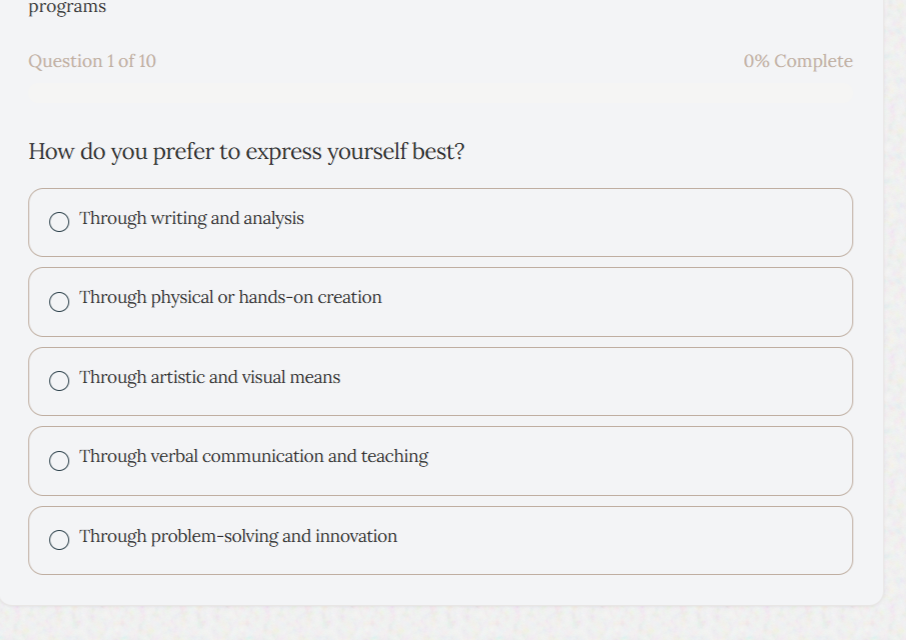 programs
Question 1 of 10
0% Complete
How do you prefer to express yourself best?
Through writing and analysis
Through physical or hands-on creation
Through artistic and visual means
Through verbal communication and teaching
Through problem-solving and innovation